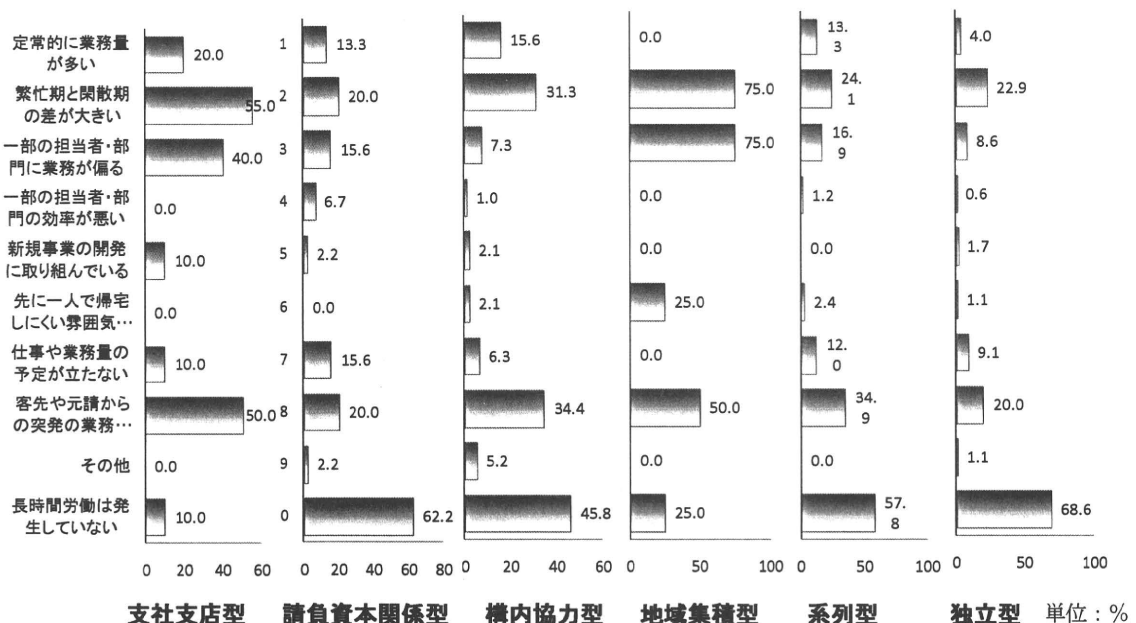 定常的に業務量
が多い
20.0
1
13.3
15.6
0.0
13.
3
4.0
繁忙期と閑散期
の差が大きい
55.0
2
20.0
31.3
75.0
24.
1
22.9
一部の担当者・部
門に業務が偏る
40.0
3
15.6
7.3
75.0
16.
9
8.6
一部の担当者・部
門の効率が悪い
0.0
4
6.7
1.0
0.0
1.2
0.6
新規事業の開発
に取り組んでいる
10.0
5
2.2
2.1
0.0
0.0
1.7
先に一人で帰宅
しにくい雰囲気…
0.0
6
0.0
2.1
25.0
2.4
1.1
仕事や業務量の
予定が立たない
10.0
7
15.6
6.3
0.0
12.
0
9.1
客先や元請から
の突発の業務…
50.0
8
20.0
34.4
50.0
34.
9
20.0
その他
0.0
9
2.2
5.2
0.0
0.0
1.1
長時間労働は発
生していない
10.0
0
62.2
45.8
25.0
57.
8
68.6
0 20 40 60
0 20 40 60 80
0 20 40 60
0 50 100
0 50 100
0 50 100
支社支店型 請負資本関係型 構内協力型 地域集積型 系列型 独立型 単位：%